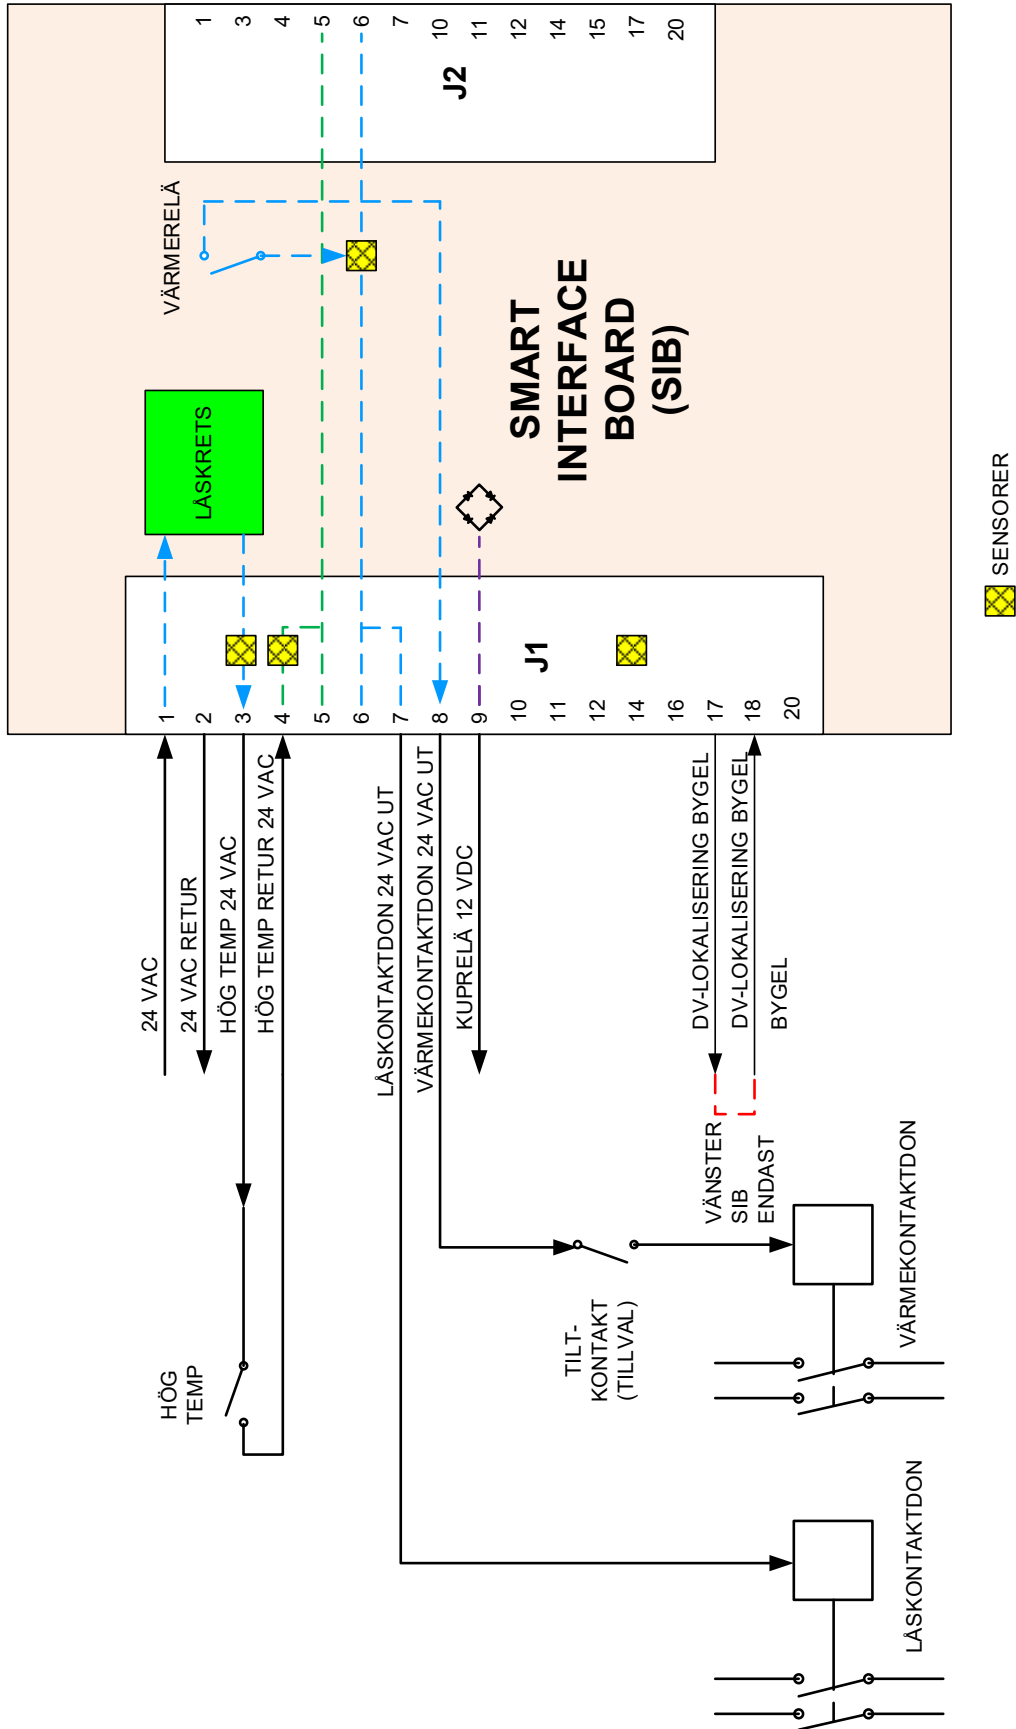 1
3
4
5
6
7
10
11
12
14
15
17
20
J2
VÄRMERELÄ
LÅSKRETS
SMART
INTERFACE
BOARD
(SIB)
SENSORER
J1
1
2
3
4
5
6
7
8
9
10
11
12
14
16
17
18
20
24 VAC
24 VAC RETUR
HÖG TEMP 24 VAC
HÖG TEMP RETUR 24 VAC
LÅSKONTAKTDON 24 VAC UT
VÄRMEKONTAKTDON 24 VAC UT
KUPRELÄ 12 VDC
DV-LOKALISERING BYGEL
DV-LOKALISERING BYGEL
BYGEL
VÄNSTER
SIB
ENDAST
HÖG
TEMP
TILT-
KONTAKT
(TILLVAL)
VÄRMEKONTAKTDON
LÅSKONTAKTDON